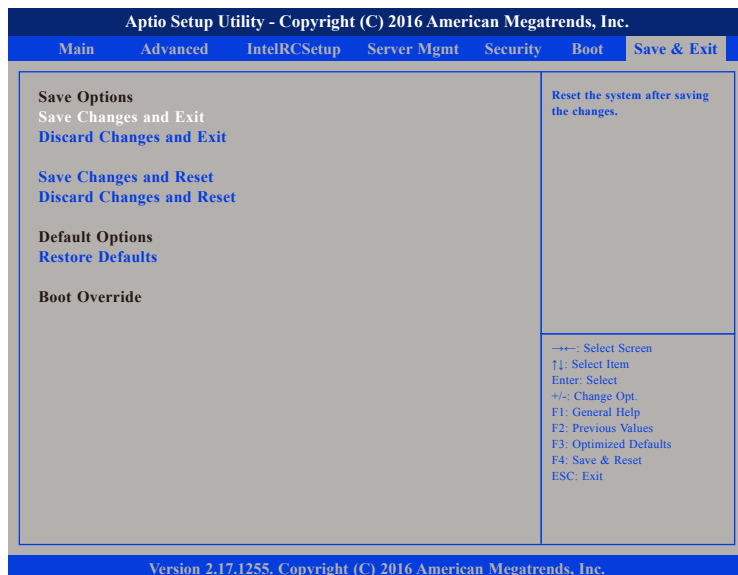 Aptio Setup Utility - Copyright (C) 2016 American Megatrends, Inc.
Main Advanced IntelRCSetup Server Mgmt Security Boot Save & Exit
Save Options
Save Changes and Exit
Discard Changes and Exit
Save Changes and Reset
Discard Changes and Reset
Default Options
Restore Defaults
Boot Override
Reset the system after saving
the changes.
→←: Select Screen
↑↓: Select Item
Enter: Select
+/-: Change Opt.
F1: General Help
F2: Previous Values
F3: Optimized Defaults
F4: Save & Reset
ESC: Exit
Version 2.17.1255. Copyright (C) 2016 American Megatrends, Inc.